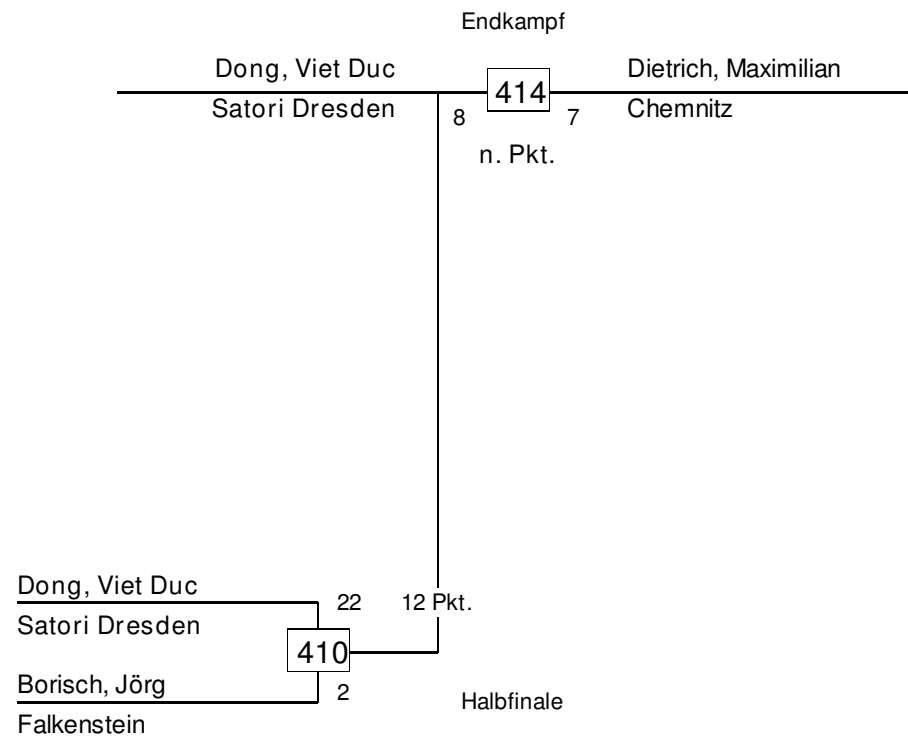 Endkampf
Dong, Viet Duc
Satori Dresden
8
414
7
Dietrich, Maximilian
Chemnitz
n. Pkt.
Dong, Viet Duc
Satori Dresden
22
12 Pkt.
410
Borisch, Jörg
Falkenstein
2
Halbfinale